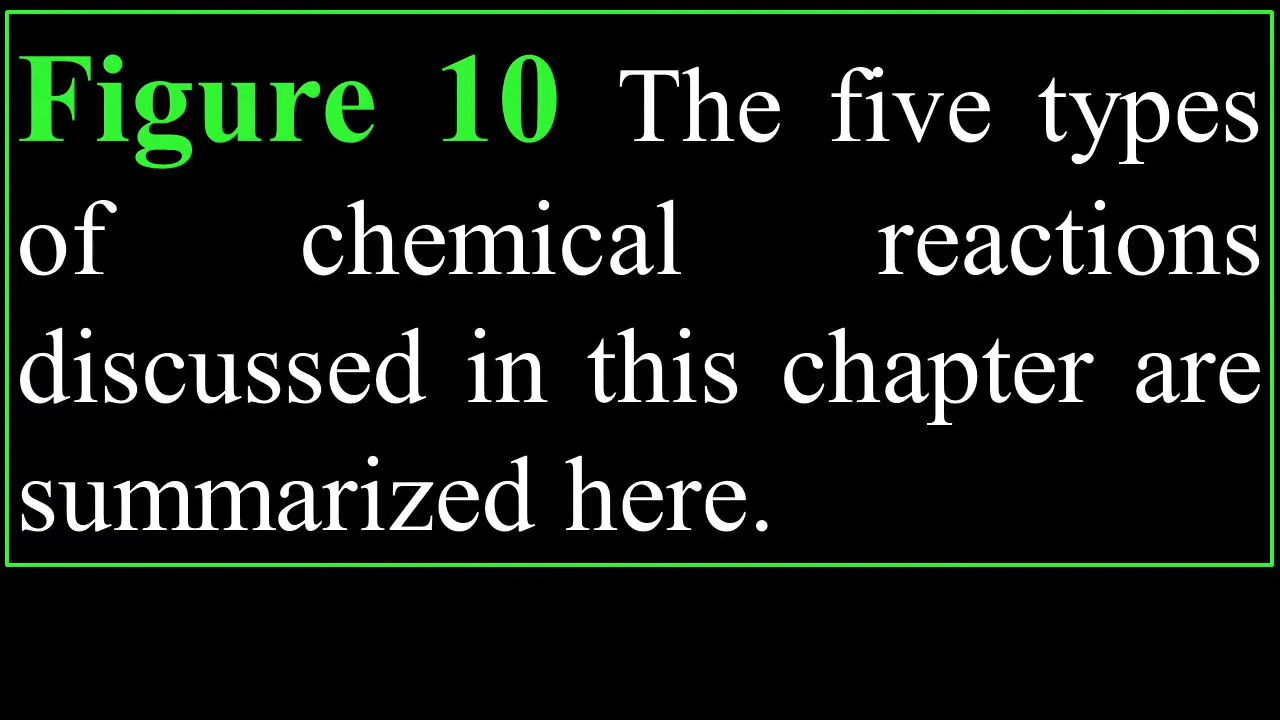 Figure 10 The five types
of chemical reactions
discussed in this chapter are
summarized here.